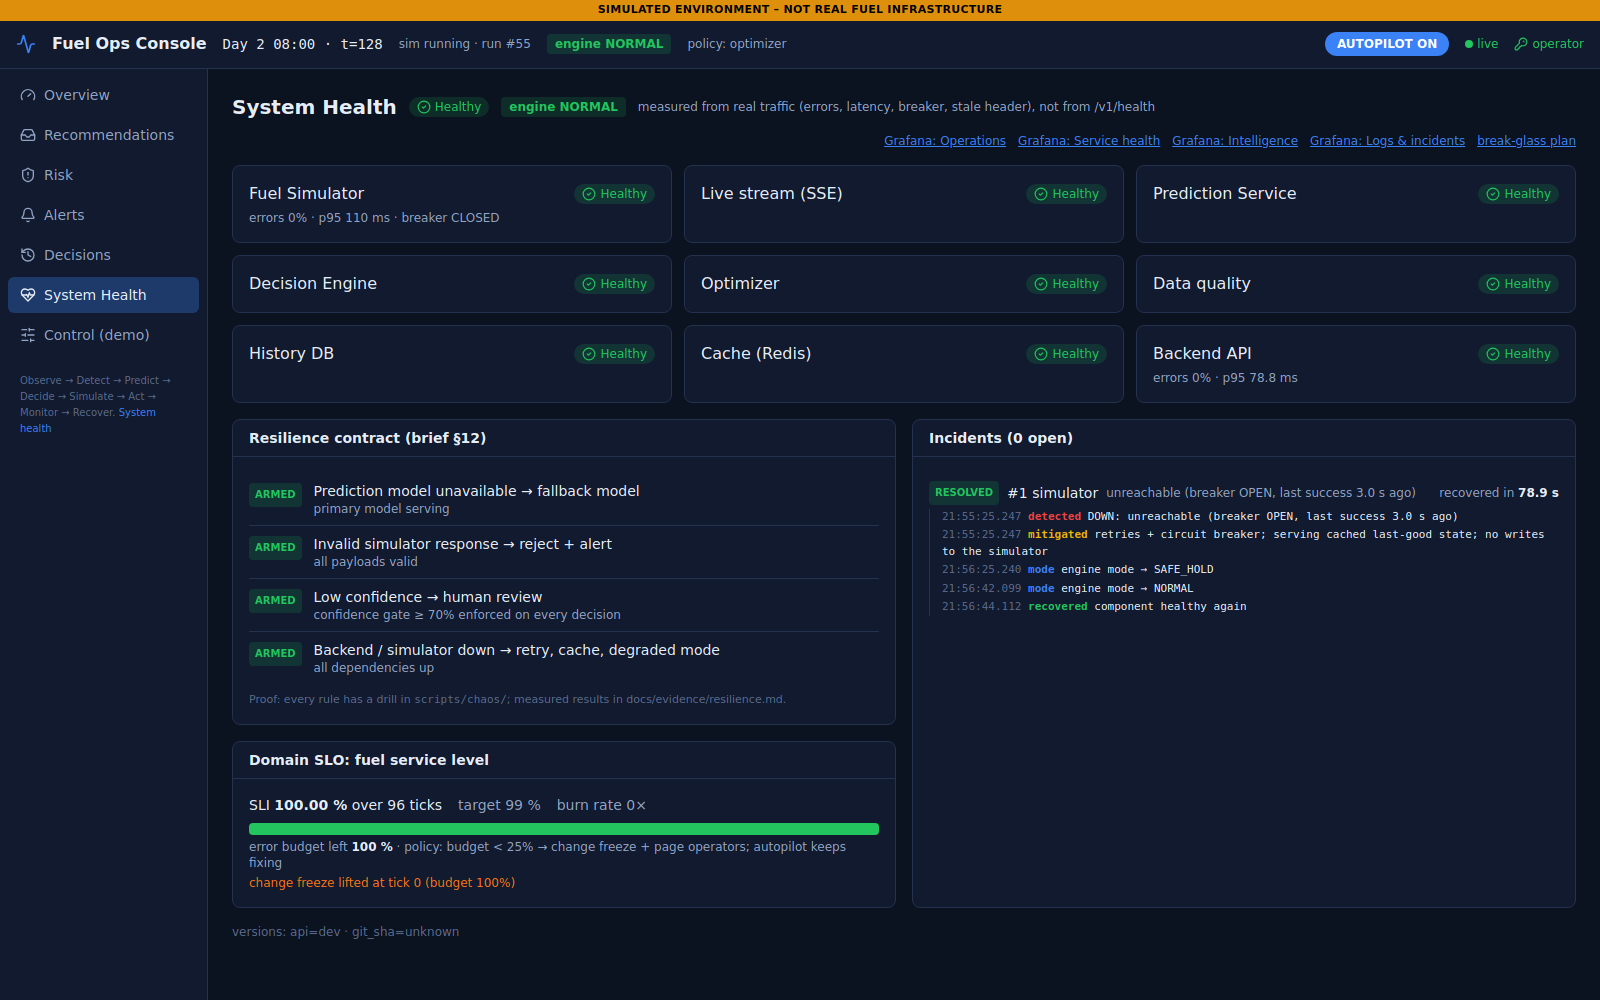 SIMULATED ENVIRONMENT – NOT REAL FUEL INFRASTRUCTURE
Fuel Ops Console Day 2 08:00 · t=128 sim running · run #55 engine NORMAL policy: optimizer AUTOPILOT ON live operator
Overview
Recommendations
Risk
Alerts
Decisions
System Health
Control (demo)
Observe → Detect → Predict →
Decide → Simulate → Act →
Monitor → Recover. System
health
System Health Healthy engine NORMAL measured from real traffic (errors, latency, breaker, stale header), not from /v1/health
Grafana: Operations Grafana: Service health Grafana: Intelligence Grafana: Logs & incidents break-glass plan
Fuel Simulator Healthy
errors 0% · p95 110 ms · breaker CLOSED
Live stream (SSE) Healthy
Prediction Service Healthy
Decision Engine Healthy
Optimizer Healthy
Data quality Healthy
History DB Healthy
Cache (Redis) Healthy
Backend API Healthy
errors 0% · p95 78.8 ms
Resilience contract (brief §12)
ARMED Prediction model unavailable → fallback model
primary model serving
ARMED Invalid simulator response → reject + alert
all payloads valid
ARMED Low confidence → human review
confidence gate ≥ 70% enforced on every decision
ARMED Backend / simulator down → retry, cache, degraded mode
all dependencies up
Proof: every rule has a drill in scripts/chaos/; measured results in docs/evidence/resilience.md.
Incidents (0 open)
RESOLVED #1 simulator unreachable (breaker OPEN, last success 3.0 s ago) recovered in 78.9 s
21:55:25.247 detected DOWN: unreachable (breaker OPEN, last success 3.0 s ago)
21:55:25.247 mitigated retries + circuit breaker; serving cached last-good state; no writes
to the simulator
21:56:25.240 mode engine mode → SAFE_HOLD
21:56:42.099 mode engine mode → NORMAL
21:56:44.112 recovered component healthy again
Domain SLO: fuel service level
SLI 100.00 % over 96 ticks target 99 % burn rate 0×
error budget left 100 % · policy: budget < 25% → change freeze + page operators; autopilot keeps
fixing
change freeze lifted at tick 0 (budget 100%)
versions: api=dev · git_sha=unknown